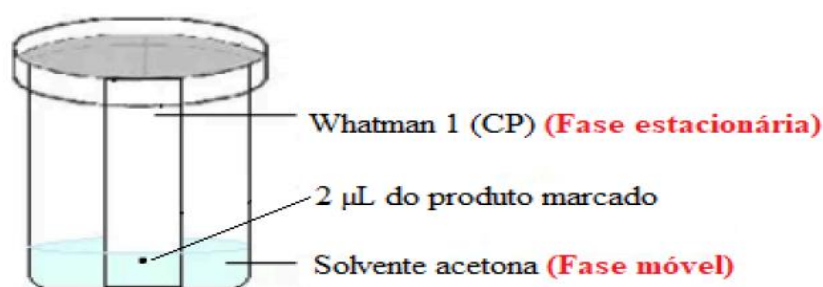 Whatman 1 (CP) (Fase estacionária)
2 µL do produto marcado
Solvente acetona (Fase móvel)